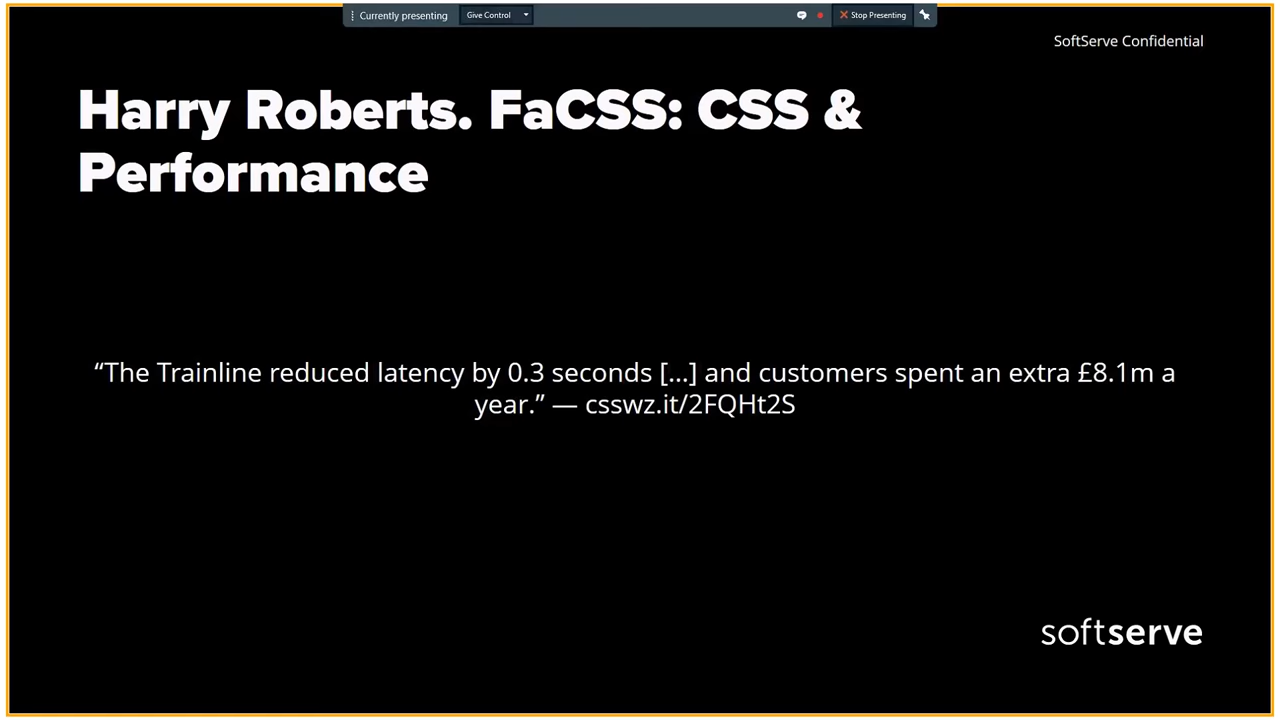 Currently presenting
Give Control
Stop Presenting
SoftServe Confidential
Harry Roberts. FaCSS: CSS &
Performance
“The Trainline reduced latency by 0.3 seconds [...] and customers spent an extra £8.1m a
year.” — csswz.it/2FQHt2S
softserve